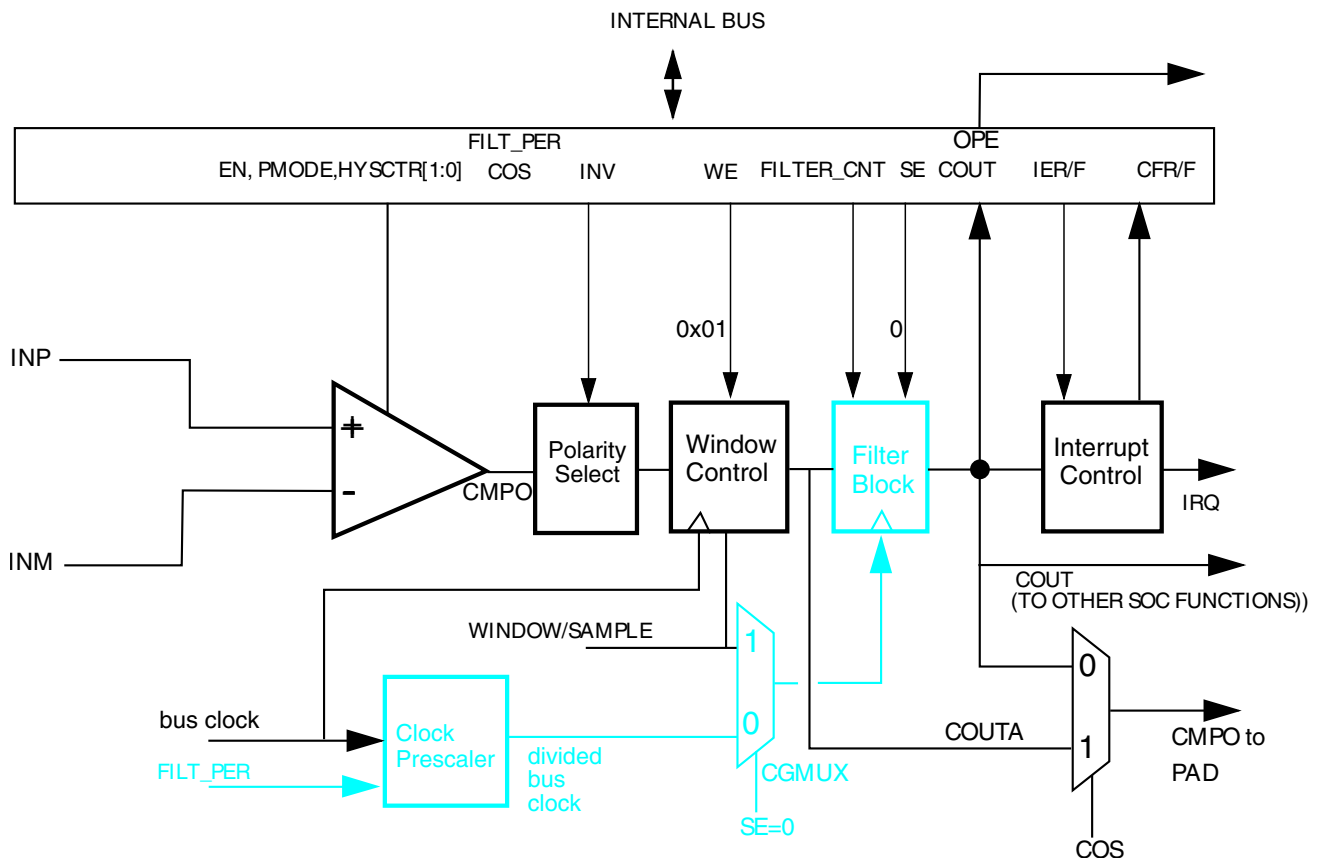 INTERNAL BUS
FILT_PER
OPE
EN, PMODE,HYSCTR[1:0] COS INV WE FILTER_CNT SE COUT IER/F CFR/F
0x01
0
INP
+
-
INM
CMPO
Polarity
Select
Window
Control
Filter
Block
Interrupt
Control
IRQ
COUT
(TO OTHER SOC FUNCTIONS))
WINDOW/SAMPLE
1
0
0
1
bus clock
FILT_PER
Clock
Prescaler
divided
bus
clock
CGMUX
SE=0
COUTA
CMPO to
PAD
COS